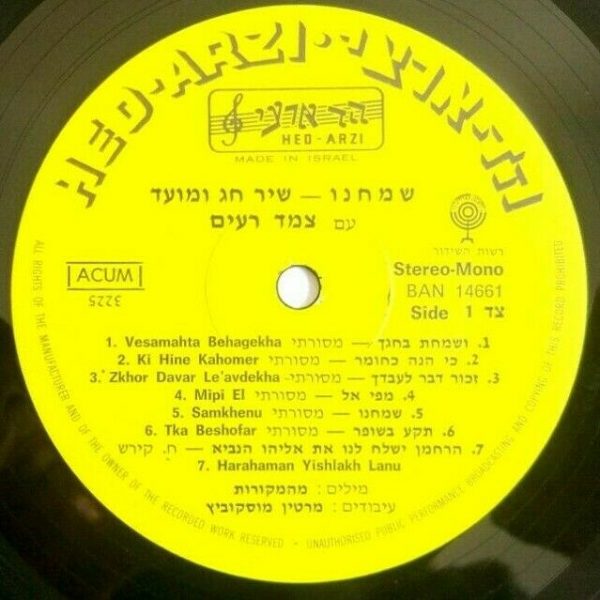 HED-ARZI · הד-ארצי
הד ארצי
HED-ARZI
MADE IN ISRAEL
שמחנו — שיר חג ומועד
עם צמד רעים
רשות השידור
ACUM
3225
Stereo-Mono
BAN 14661
Side 1 צד
1. Vesamahta Behagekha מסורתי — ושמחת בחגך .1
2. Ki Hine Kahomer מסורתי — כי הנה כחומר .2
3. Zkhor Davar Le'avdekha מסורתי — זכור דבר לעבדך .3
4. Mipi El מסורתי — מפי אל .4
5. Samkhenu מסורתי — שמחנו .5
6. Tka Beshofar מסורתי — תקע בשופר .6
7. הרחמן ישלח לנו את אליהו הנביא — ח. קירש
7. Harahaman Yishlakh Lanu
מילים: מהמקורות
עיבודים: מרטין מוסקוביץ
ALL RIGHTS OF THE MANUFACTURER AND OF THE OWNER OF THE RECORDED WORK RESERVED - UNAUTHORISED PUBLIC PERFORMANCE BROADCASTING AND COPYING OF THIS RECORD PROHIBITED